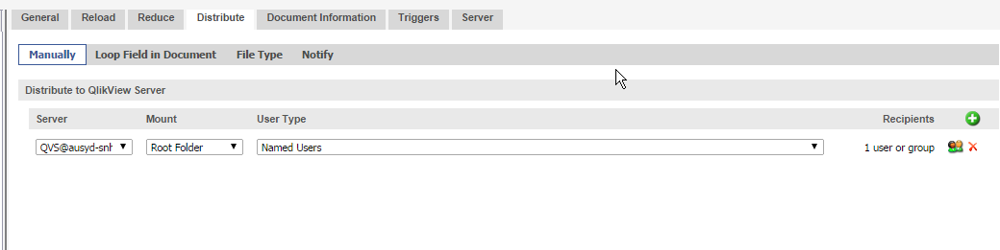 General Reload Reduce Distribute Document Information Triggers Server
Manually Loop Field in Document File Type Notify
Distribute to QlikView Server
Server Mount User Type Recipients
QVS@ausyd-snh Root Folder Named Users 1 user or group